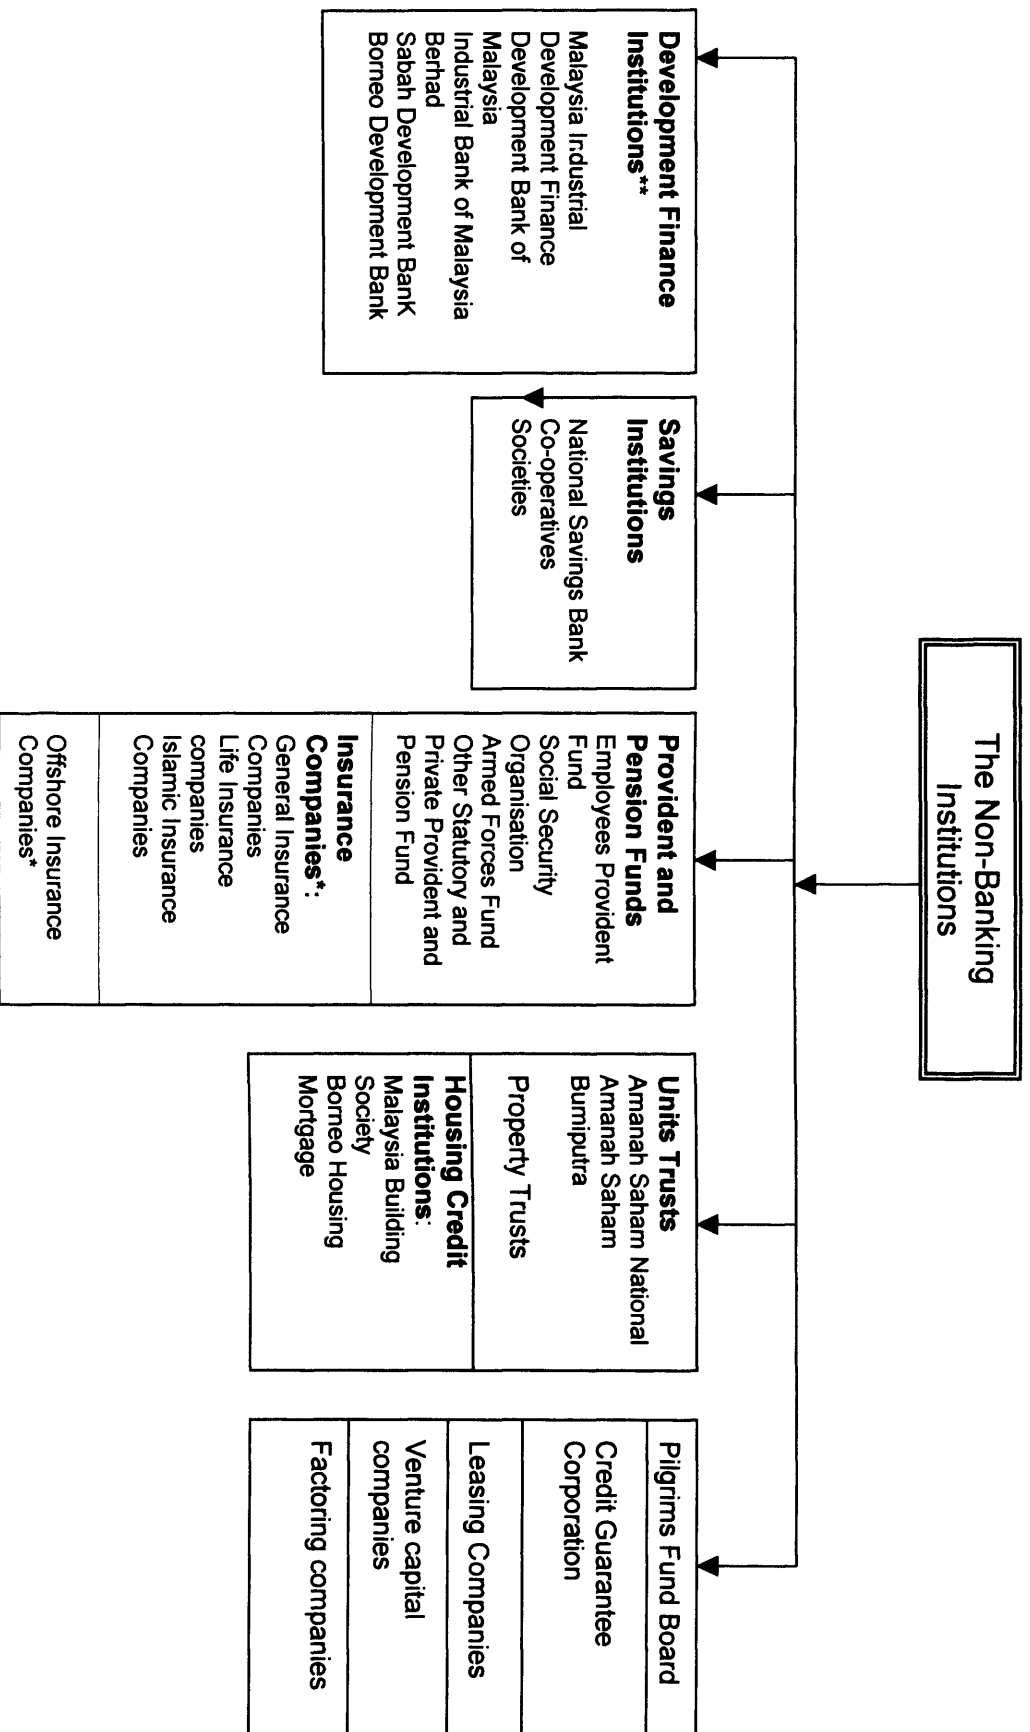 The Non-Banking
Institutions
Development Finance
Institutions**
Malaysia Industrial
Development Finance
Development Bank of
Malaysia
Industrial Bank of Malaysia
Berhad
Sabah Development BanK
Borneo Development Bank
Savings
Institutions
National Savings Bank
Co-operatives
Societies
Provident and
Pension Funds
Employees Provident
Fund
Social Security
Organisation
Armed Forces Fund
Other Statutory and
Private Provident and
Pension Fund
Insurance
Companies*:
General Insurance
Companies
Life Insurance
companies
Islamic Insurance
Companies
Offshore Insurance
Companies*
Units Trusts
Amanah Saham National
Amanah Saham
Bumiputra
Property Trusts
Housing Credit
Institutions:
Malaysia Building
Society
Borneo Housing
Mortgage
Pilgrims Fund Board
Credit Guarantee
Corporation
Leasing Companies
Venture capital
companies
Factoring companies